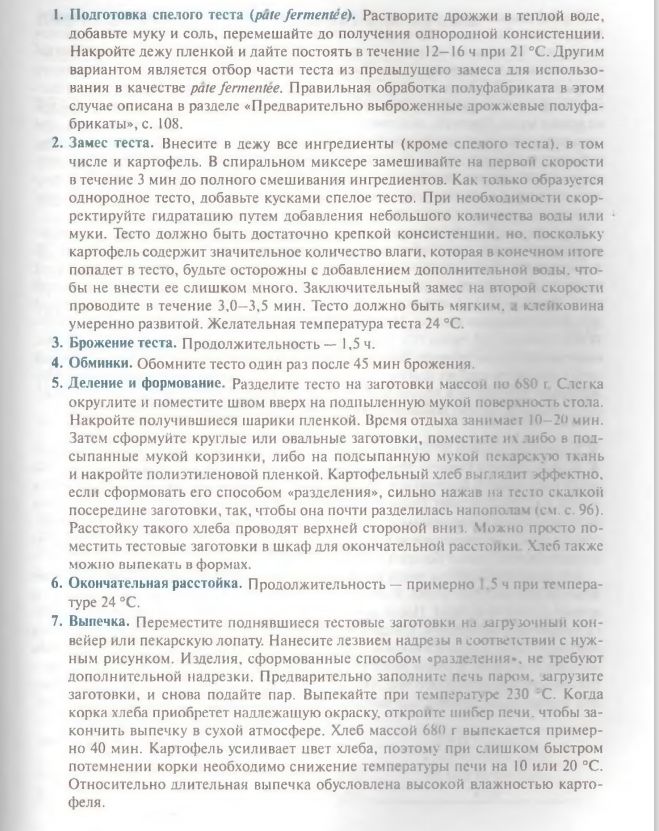 1. Подготовка спелого теста (pâte fermentée). Растворите дрожжи в теплой воде,
добавьте муку и соль, перемешайте до получения однородной консистенции.
Накройте дежу пленкой и дайте постоять в течение 12—16 ч при 21 °C. Другим
вариантом является отбор части теста из предыдущего замеса для использо-
вания в качестве pâte fermentée. Правильная обработка полуфабриката в этом
случае описана в разделе «Предварительно выброженные дрожжевые полуфа-
брикаты», с. 108.
2. Замес теста. Внесите в дежу все ингредиенты (кроме спелого теста), в том
числе и картофель. В спиральном миксере замешивайте на первой скорости
в течение 3 мин до полного смешивания ингредиентов. Как только образуется
однородное тесто, добавьте кусками спелое тесто. При необходимости скор-
ректируйте гидратацию путем добавления небольшого количества воды или
муки. Тесто должно быть достаточно крепкой консистенции, но, поскольку
картофель содержит значительное количество влаги, которая в конечном итоге
попадет в тесто, будьте осторожны с добавлением дополнительной воды, что-
бы не внести ее слишком много. Заключительный замес на второй скорости
проводите в течение 3,0—3,5 мин. Тесто должно быть мягким, а клейковина
умеренно развитой. Желательная температура теста 24 °C.
3. Брожение теста. Продолжительность — 1,5 ч.
4. Обминки. Обомните тесто один раз после 45 мин брожения.
5. Деление и формование. Разделите тесто на заготовки массой по 680 г. Слегка
округлите и поместите швом вверх на подпыленную мукой поверхность стола.
Накройте получившиеся шарики пленкой. Время отдыха занимает 10—20 мин.
Затем сформуйте круглые или овальные заготовки, поместите их либо в под-
сыпанные мукой корзинки, либо на подсыпанную мукой пекарскую ткань
и накройте полиэтиленовой пленкой. Картофельный хлеб выглядит эффектно,
если сформовать его способом «разделения», сильно нажав на тесто скалкой
посередине заготовки, так, чтобы она почти разделилась напополам (см. с. 96).
Расстойку такого хлеба проводят верхней стороной вниз. Можно просто по-
местить тестовые заготовки в шкаф для окончательной расстойки. Хлеб также
можно выпекать в формах.
6. Окончательная расстойка. Продолжительность — примерно 1,5 ч при темпера-
туре 24 °C.
7. Выпечка. Переместите поднявшиеся тестовые заготовки на загрузочный кон-
вейер или пекарскую лопату. Нанесите лезвием надрезы в соответствии с нуж-
ным рисунком. Изделия, сформованные способом «разделения», не требуют
дополнительной надрезки. Предварительно заполните печь паром, загрузите
заготовки, и снова подайте пар. Выпекайте при температуре 230 °C. Когда
корка хлеба приобретет надлежащую окраску, откройте шибер печи, чтобы за-
кончить выпечку в сухой атмосфере. Хлеб массой 680 г выпекается пример-
но 40 мин. Картофель усиливает цвет хлеба, поэтому при слишком быстром
потемнении корки необходимо снижение температуры печи на 10 или 20 °C.
Относительно длительная выпечка обусловлена высокой влажностью карто-
феля.